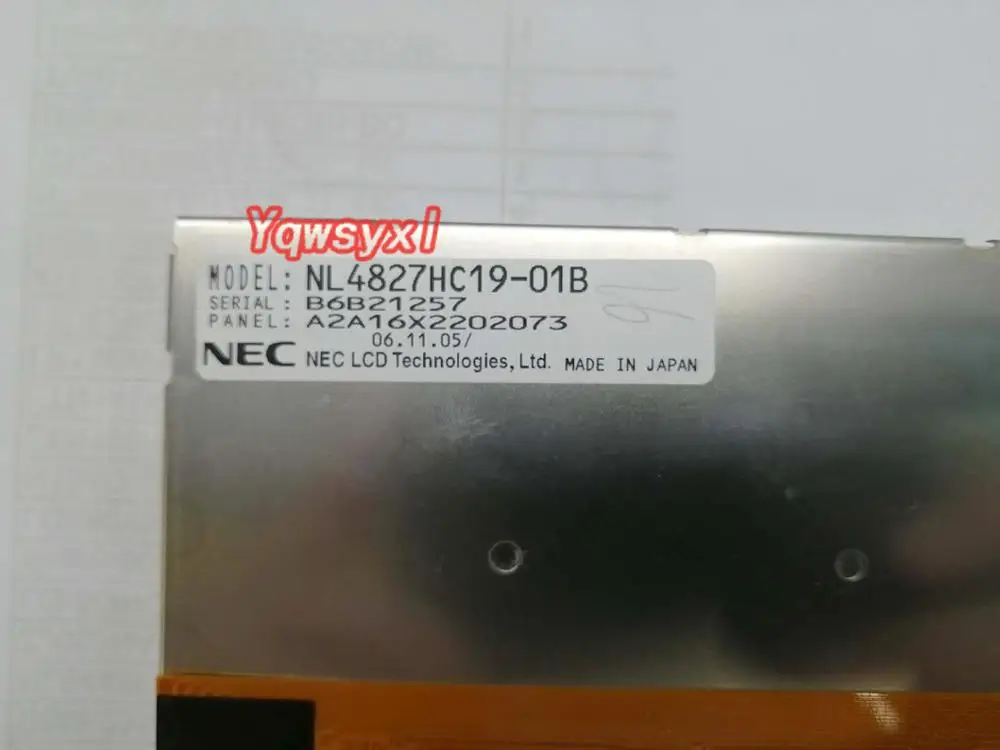 Yqwsyxl
MODEL: NL4827HC19-01B
SERIAL: B6B21257
PANEL: A2A16X2202073
06.11.05/
NEC NEC LCD Technologies, Ltd. MADE IN JAPAN